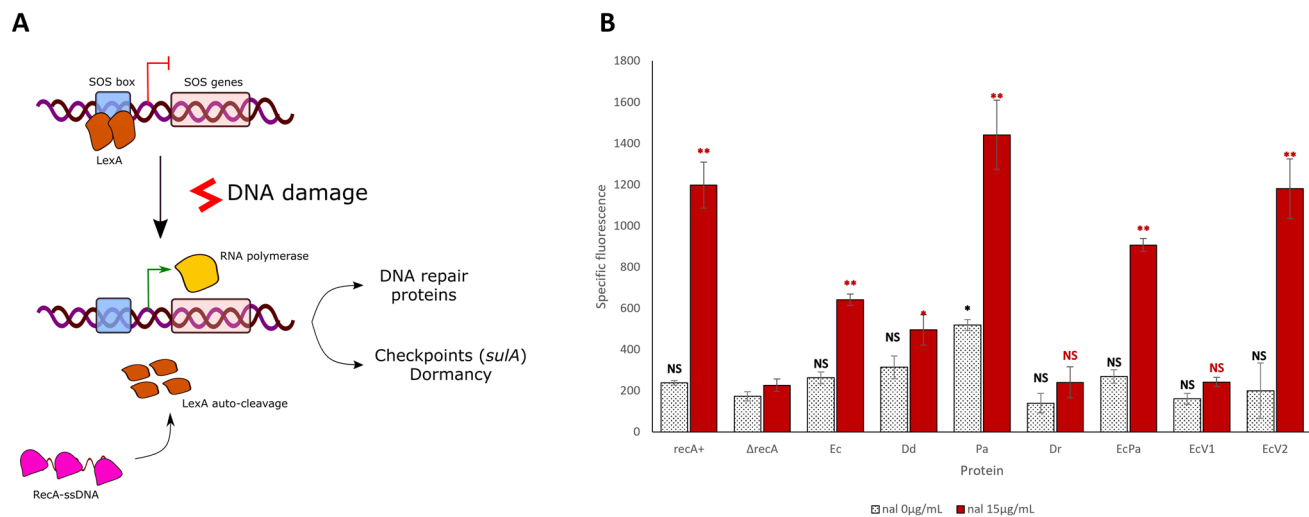 A
SOS box
SOS genes
LexA
DNA damage
RNA polymerase
DNA repair
proteins
Checkpoints (sulA)
Dormancy
LexA auto-cleavage
RecA-ssDNA
B
1800
1600
1400
1200
1000
800
600
400
200
0
Specific fluorescence
NS
**
NS
**
NS
*
*
**
NS
NS
NS
**
NS
NS
NS
**
recA+
ΔrecA
Ec
Dd
Pa
Dr
EcPa
EcV1
EcV2
Protein
nal 0µg/mL
nal 15µg/mL